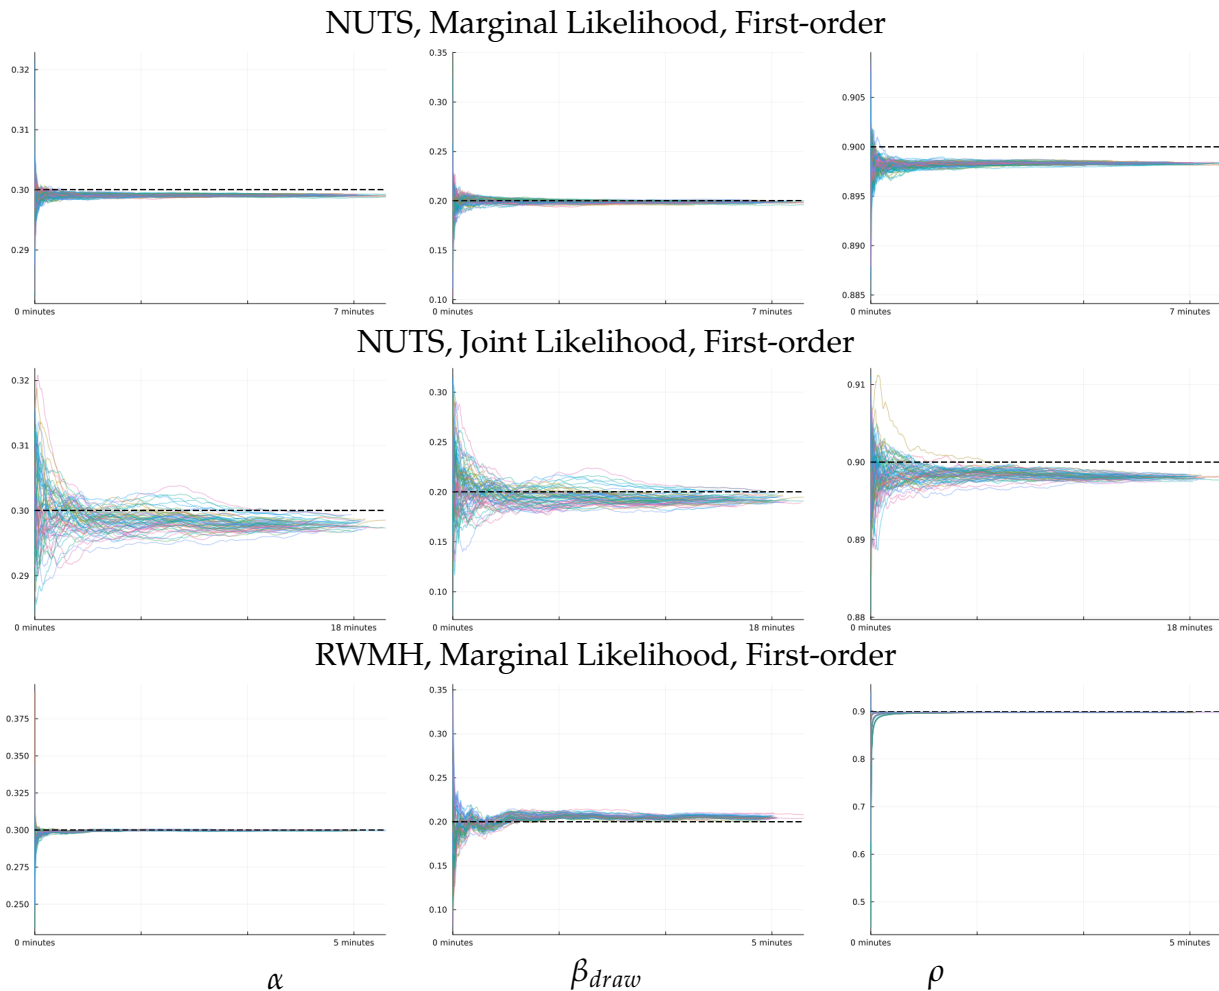 NUTS, Marginal Likelihood, First-order
0.32 0.31 0.30 0.29
0 minutes 7 minutes
0.35 0.30 0.25 0.20 0.15 0.10
0 minutes 7 minutes
0.905 0.900 0.895 0.890 0.885
0 minutes 7 minutes
NUTS, Joint Likelihood, First-order
0.32 0.31 0.30 0.29
0 minutes 18 minutes
0.30 0.25 0.20 0.15 0.10
0 minutes 18 minutes
0.91 0.90 0.89 0.88
0 minutes 18 minutes
RWMH, Marginal Likelihood, First-order
0.375 0.350 0.325 0.300 0.275 0.250
0 minutes 5 minutes
0.35 0.30 0.25 0.20 0.15 0.10
0 minutes 5 minutes
0.9 0.8 0.7 0.6 0.5
0 minutes 5 minutes
α β_draw ρ